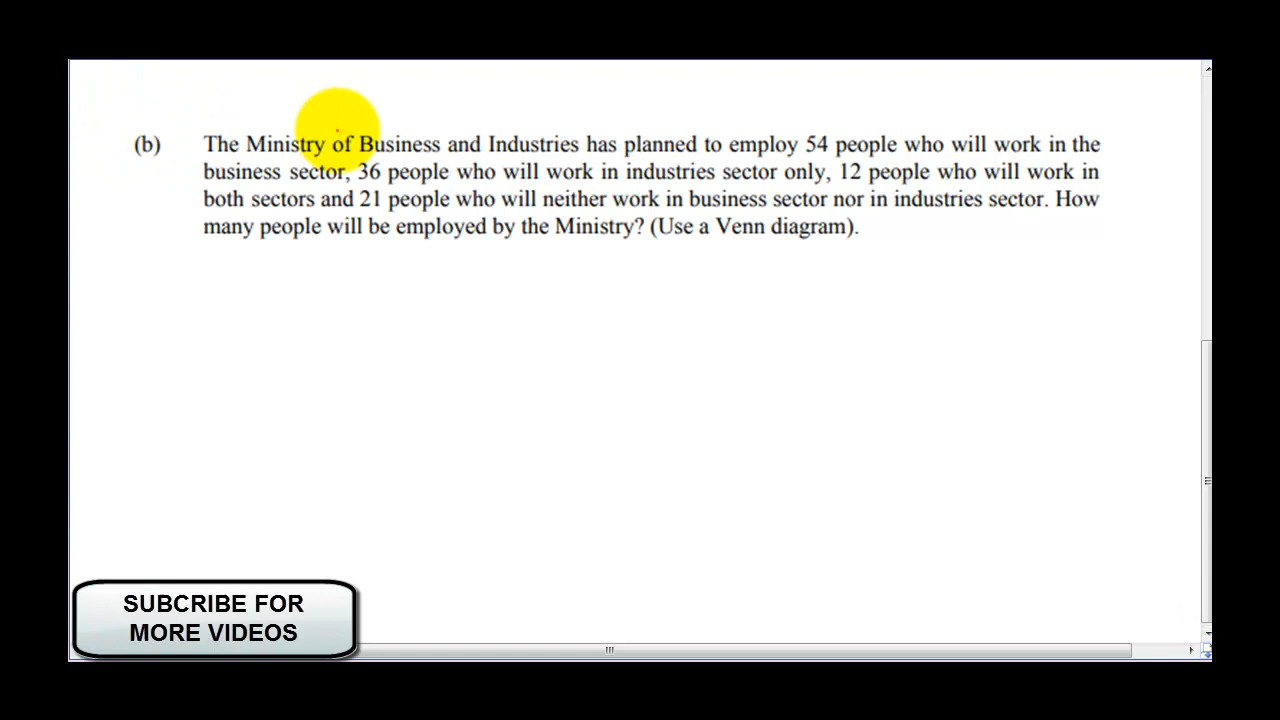 (b) The Ministry of Business and Industries has planned to employ 54 people who will work in the
business sector, 36 people who will work in industries sector only, 12 people who will work in
both sectors and 21 people who will neither work in business sector nor in industries sector. How
many people will be employed by the Ministry? (Use a Venn diagram).
SUBCRIBE FOR
MORE VIDEOS